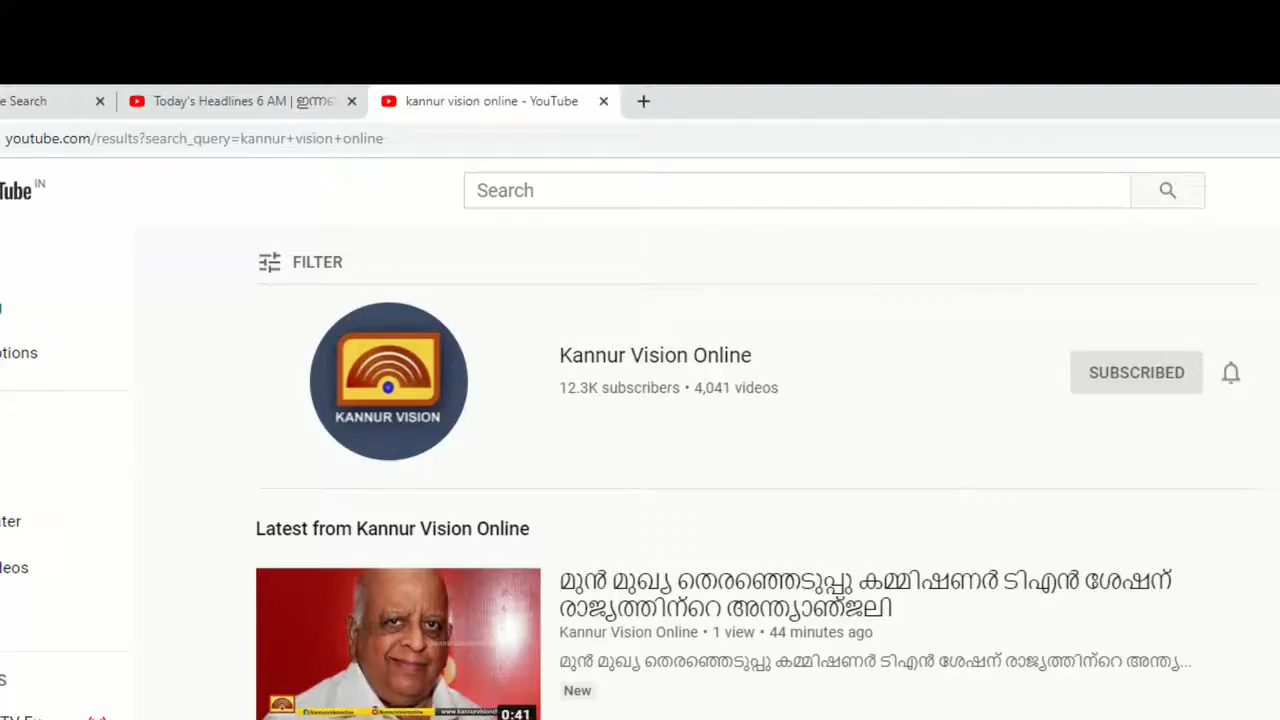 e Search
Today's Headlines 6 AM | ഇന്നത്
kannur vision online - YouTube
youtube.com/results?search_query=kannur+vision+online
Tube IN
Search
FILTER
KANNUR VISION
Kannur Vision Online
12.3K subscribers • 4,041 videos
SUBSCRIBED
otions
ter
leos
S
Latest from Kannur Vision Online
മുൻ മുഖ്യ തെരഞ്ഞെടുപ്പു കമ്മിഷണർ ടിഎൻ ശേഷന്
രാജ്യത്തിന്റെ അന്ത്യാഞ്ജലി
Kannur Vision Online • 1 view • 44 minutes ago
മുൻ മുഖ്യ തെരഞ്ഞെടുപ്പു കമ്മിഷണർ ടിഎൻ ശേഷന് രാജ്യത്തിന്റെ അന്ത്യ...
New
0:41